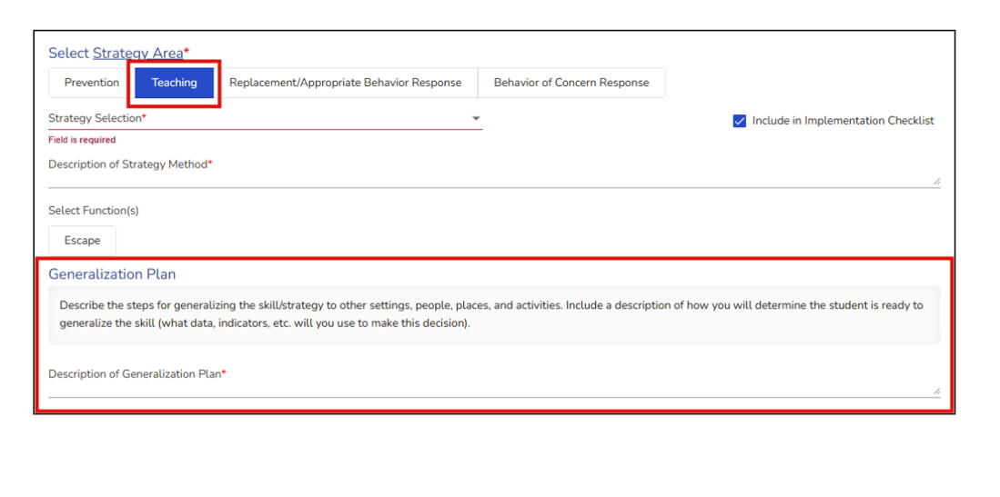 Select Strategy Area*
Prevention Teaching Replacement/Appropriate Behavior Response Behavior of Concern Response
Strategy Selection* Include in Implementation Checklist
Field is required
Description of Strategy Method*
Select Function(s)
Escape
Generalization Plan
Describe the steps for generalizing the skill/strategy to other settings, people, places, and activities. Include a description of how you will determine the student is ready to
generalize the skill (what data, indicators, etc. will you use to make this decision).
Description of Generalization Plan*